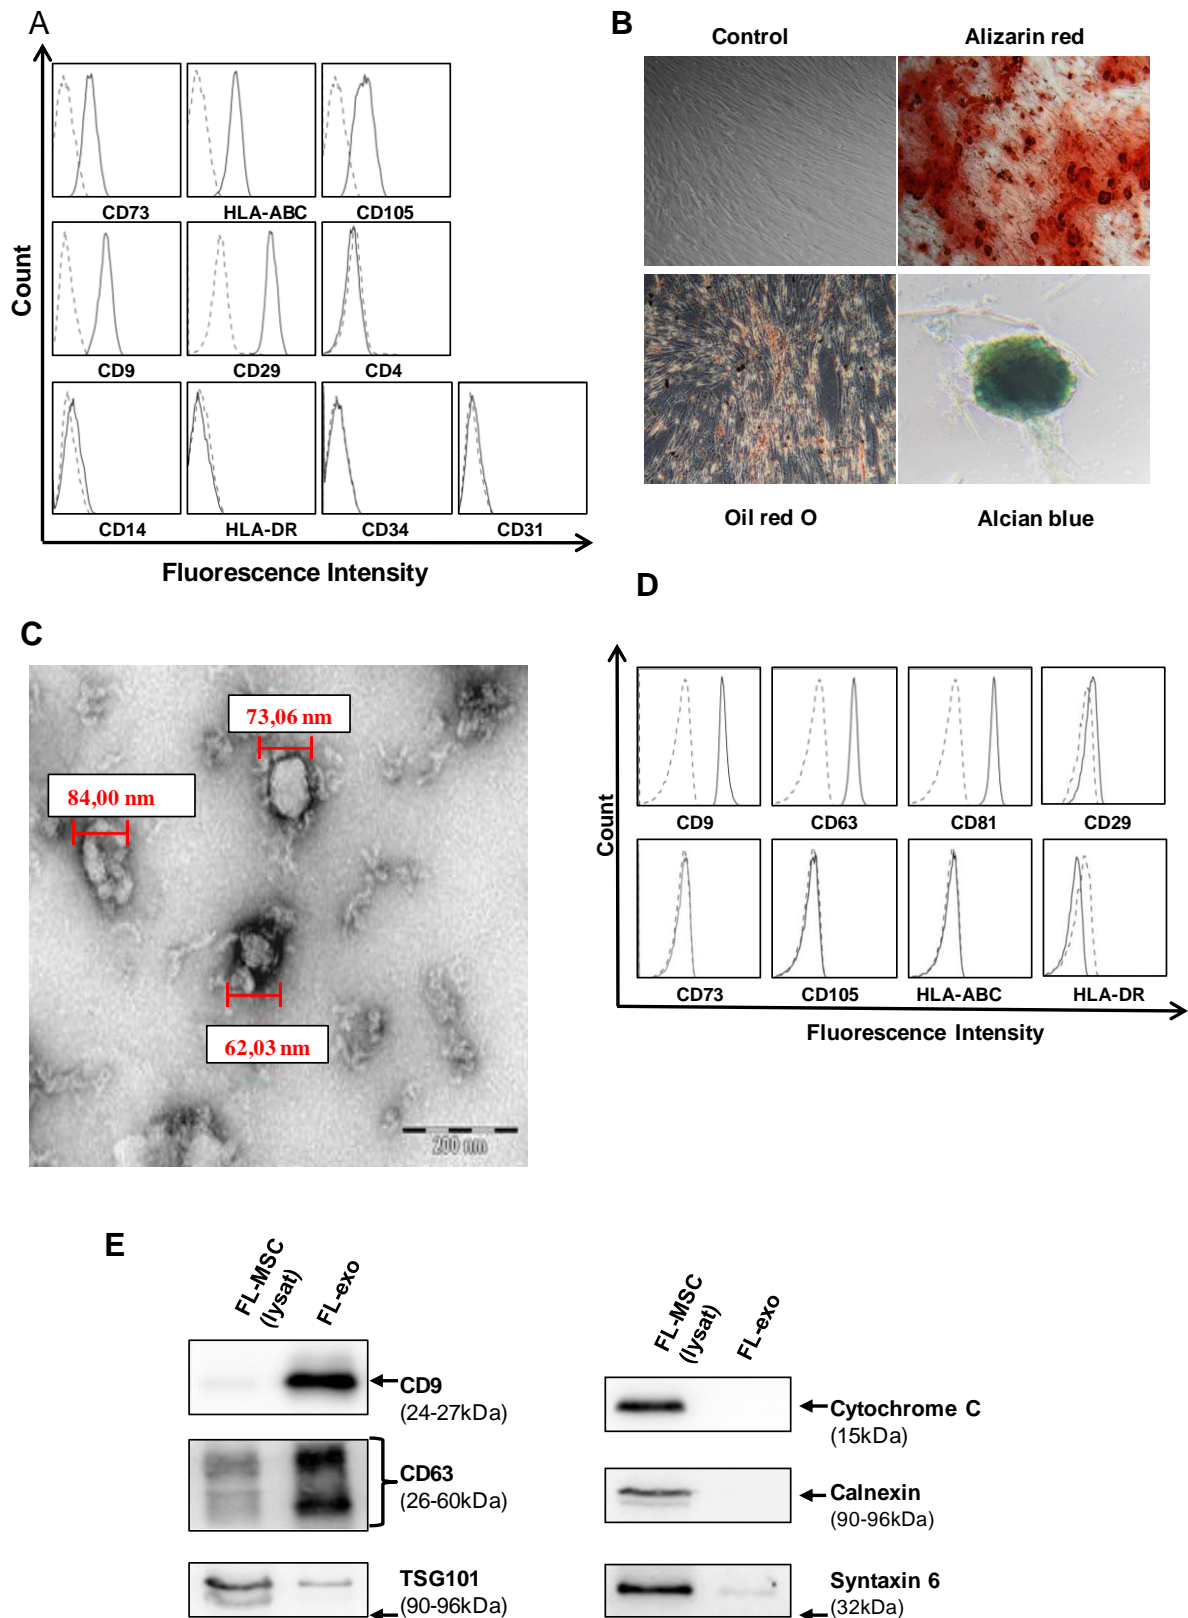 A
Count
CD73
HLA-ABC
CD105
CD9
CD29
CD4
CD14
HLA-DR
CD34
CD31
Fluorescence Intensity
B
Control
Alizarin red
Oil red O
Alcian blue
C
73,06 nm
84,00 nm
62,03 nm
200 nm
D
Count
CD9
CD63
CD81
CD29
CD73
CD105
HLA-ABC
HLA-DR
Fluorescence Intensity
E
FL-MSC
(lysat)
FL-exo
CD9
(24-27kDa)
CD63
(26-60kDa)
TSG101
(90-96kDa)
FL-MSC
(lysat)
FL-exo
Cytochrome C
(15kDa)
Calnexin
(90-96kDa)
Syntaxin 6
(32kDa)